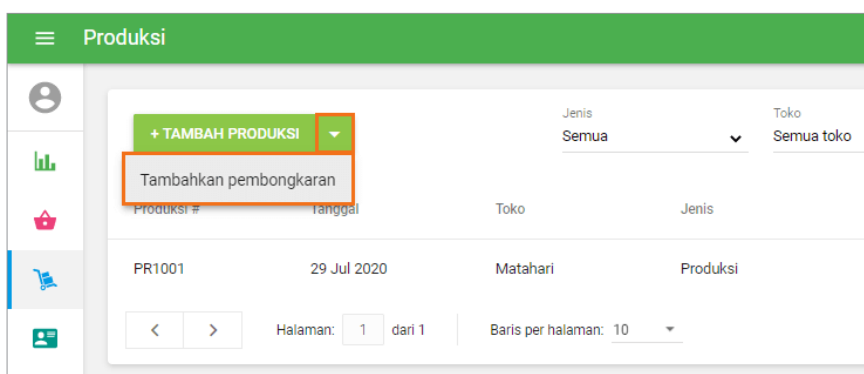 Produksi
+ TAMBAH PRODUKSI
Jenis
Semua
Toko
Semua toko
Tambahkan pembongkaran
Produksi # Tanggal Toko Jenis
PR1001 29 Jul 2020 Matahari Produksi
Halaman: 1 dari 1 Baris per halaman: 10